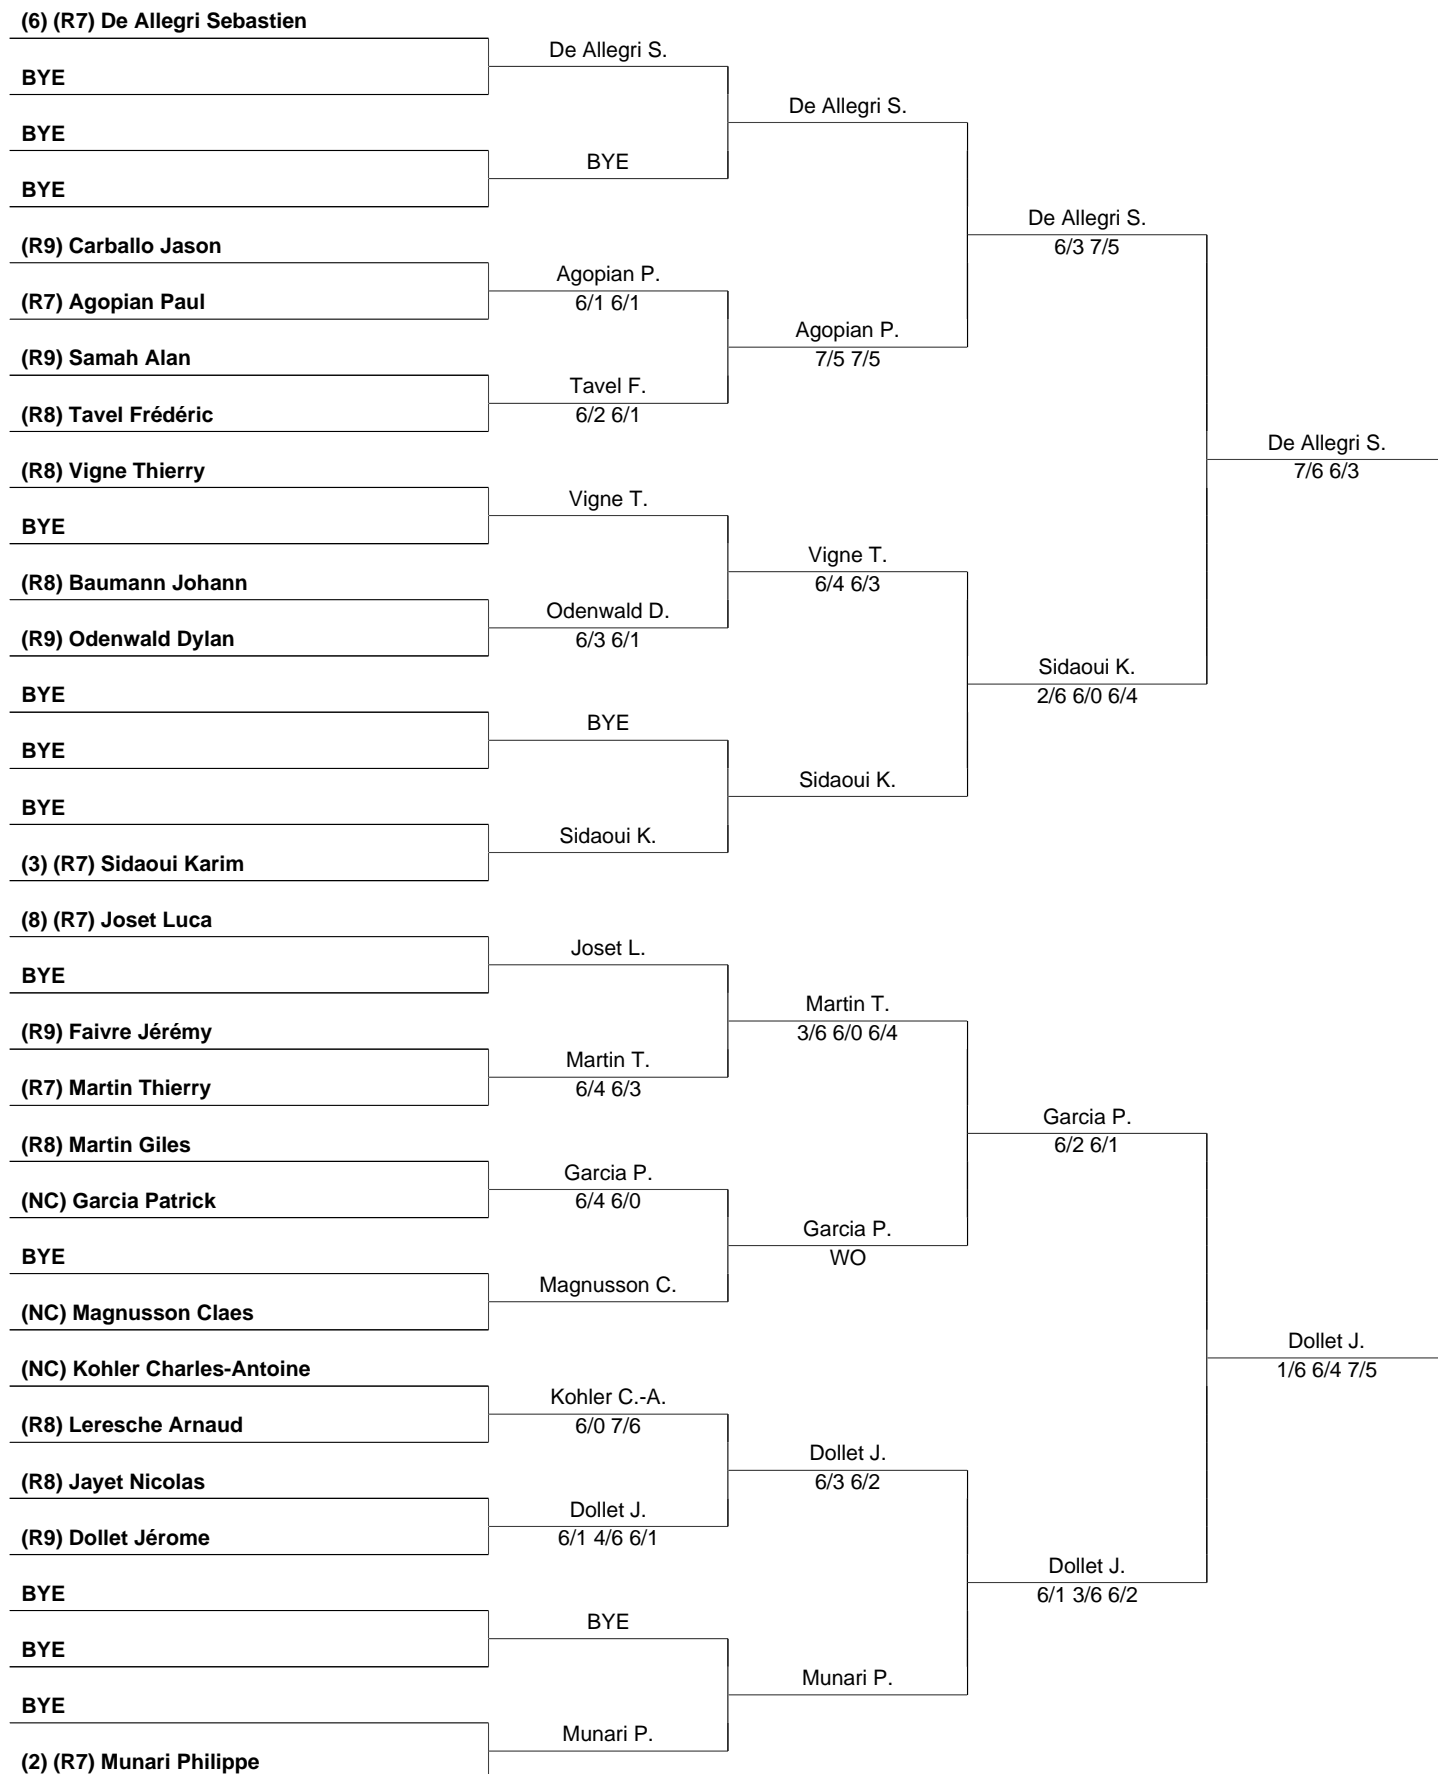 (6) (R7) De Allegri Sebastien
De Allegri S.
BYE
De Allegri S.
BYE
BYE
BYE
De Allegri S.
6/3 7/5
(R9) Carballo Jason
Agopian P.
6/1 6/1
(R7) Agopian Paul
Agopian P.
7/5 7/5
(R9) Samah Alan
Tavel F.
6/2 6/1
(R8) Tavel Frédéric
De Allegri S.
7/6 6/3
(R8) Vigne Thierry
Vigne T.
BYE
Vigne T.
6/4 6/3
(R8) Baumann Johann
Odenwald D.
6/3 6/1
(R9) Odenwald Dylan
Sidaoui K.
2/6 6/0 6/4
BYE
BYE
BYE
Sidaoui K.
BYE
Sidaoui K.
(3) (R7) Sidaoui Karim
(8) (R7) Joset Luca
Joset L.
BYE
Martin T.
3/6 6/0 6/4
(R9) Faivre Jérémy
Martin T.
6/4 6/3
(R7) Martin Thierry
Garcia P.
6/2 6/1
(R8) Martin Giles
Garcia P.
6/4 6/0
(NC) Garcia Patrick
Garcia P.
WO
BYE
Magnusson C.
(NC) Magnusson Claes
Dollet J.
1/6 6/4 7/5
(NC) Kohler Charles-Antoine
Kohler C.-A.
6/0 7/6
(R8) Leresche Arnaud
Dollet J.
6/3 6/2
(R8) Jayet Nicolas
Dollet J.
6/1 4/6 6/1
(R9) Dollet Jérome
Dollet J.
6/1 3/6 6/2
BYE
BYE
BYE
Munari P.
BYE
Munari P.
(2) (R7) Munari Philippe